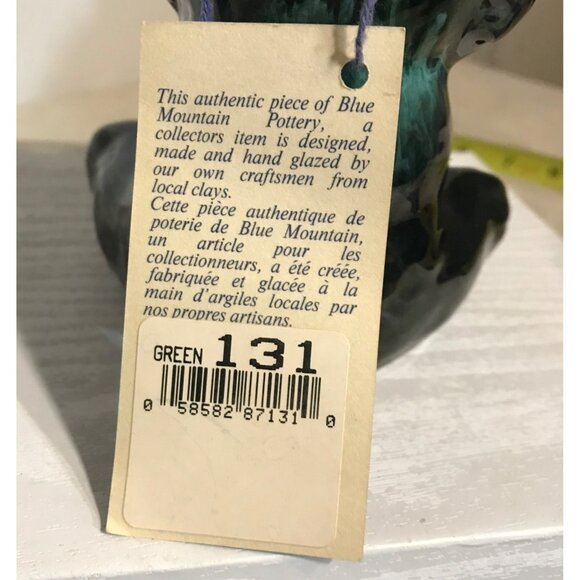 This authentic piece of Blue
Mountain Pottery, a
collectors item is designed,
made and hand glazed by
our own craftsmen from
local clays.
Cette pièce authentique de
poterie de Blue Mountain,
un article pour les
collectionneurs, a été créée,
fabriquée et glacée à la
main d'argiles locales par
nos propres artisans.
GREEN 131
0 58582 87131 0